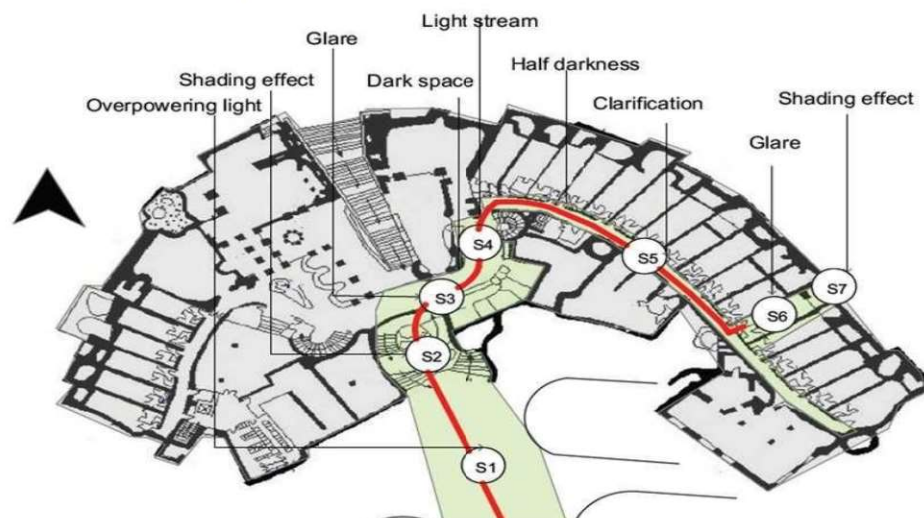 Light stream
Glare
Shading effect
Dark space
Half darkness
Overpowering light
Clarification
Shading effect
Glare
S4
S5
S7
S3
S6
S2
S1